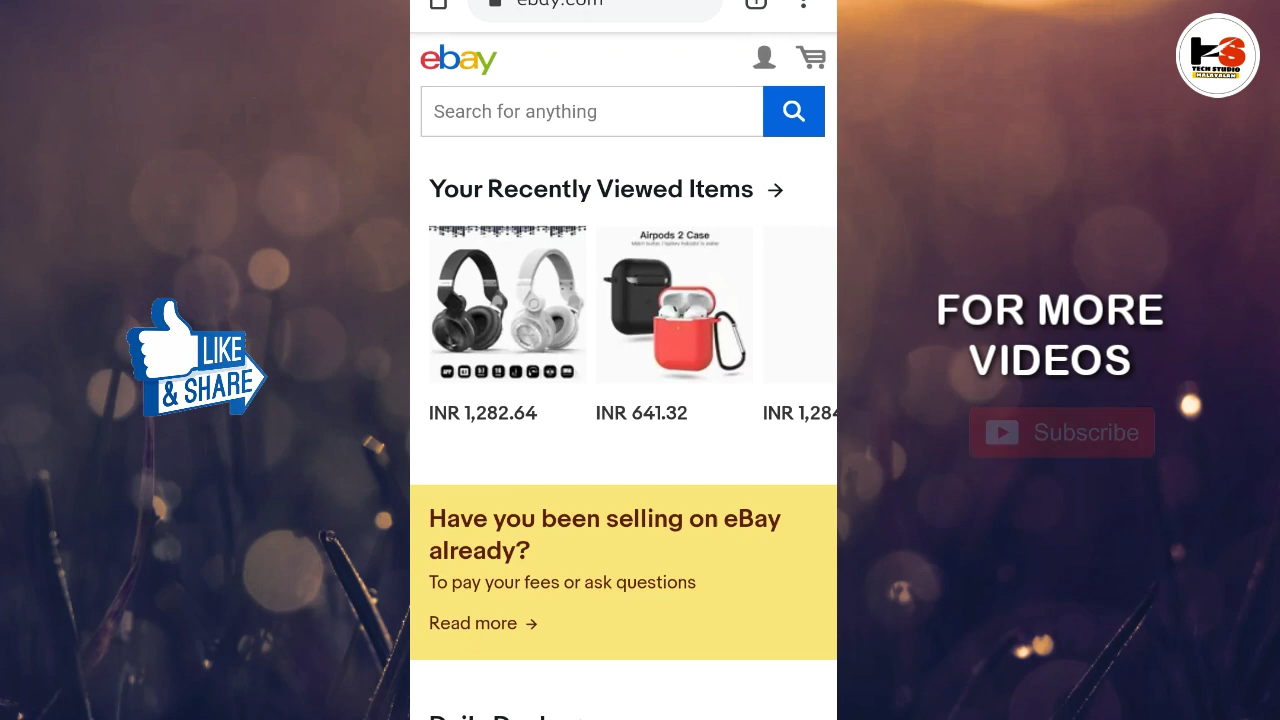 ebay.com
ebay
Search for anything
Your Recently Viewed Items →
Airpods 2 Case
INR 1,282.64
INR 641.32
INR 1,284
Have you been selling on eBay
already?
To pay your fees or ask questions
Read more →
LIKE
& SHARE
FOR MORE
VIDEOS
Subscribe
TECH STUDIO
MALAYALAM